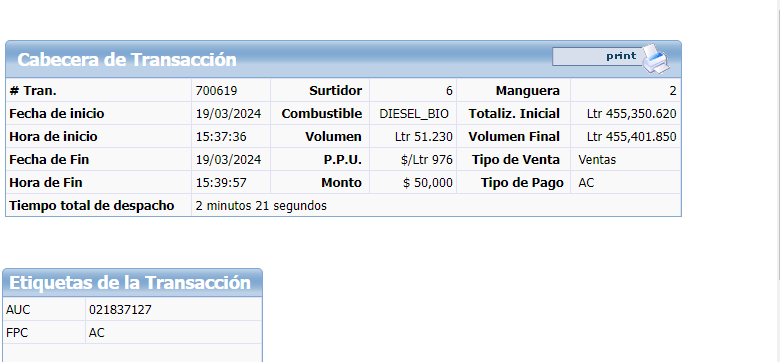 Cabecera de Transacción print
# Tran. 700619 Surtidor 6 Manguera 2
Fecha de inicio 19/03/2024 Combustible DIESEL_BIO Totaliz. Inicial Ltr 455,350.620
Hora de inicio 15:37:36 Volumen Ltr 51.230 Volumen Final Ltr 455,401.850
Fecha de Fin 19/03/2024 P.P.U. $/Ltr 976 Tipo de Venta Ventas
Hora de Fin 15:39:57 Monto $ 50,000 Tipo de Pago AC
Tiempo total de despacho 2 minutos 21 segundos
Etiquetas de la Transacción
AUC 021837127
FPC AC